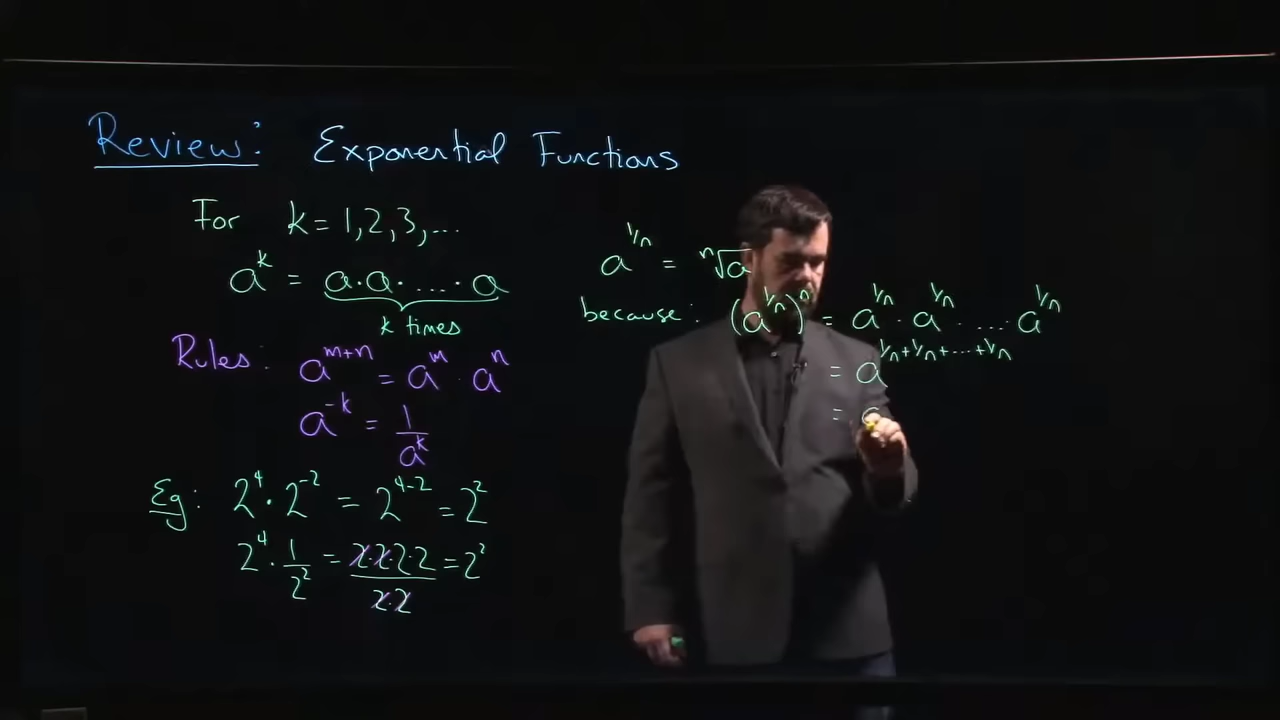 Review: Exponential Functions
For k = 1,2,3,...
a^k = a·a·....·a
k times
Rules: a^{m+n} = a^m · a^n
a^{-k} = 1/a^k
Eg: 2^4 · 2^{-2} = 2^{4-2} = 2^2
2^4 · 1/2^2 = 2·2·2·2/2·2 = 2^2
a^{1/n} = ⁿ√a
because: (a^{1/n})^n = a^{1/n} · a^{1/n} · .... · a^{1/n}
= a^{1/n+1/n+...+1/n}
=